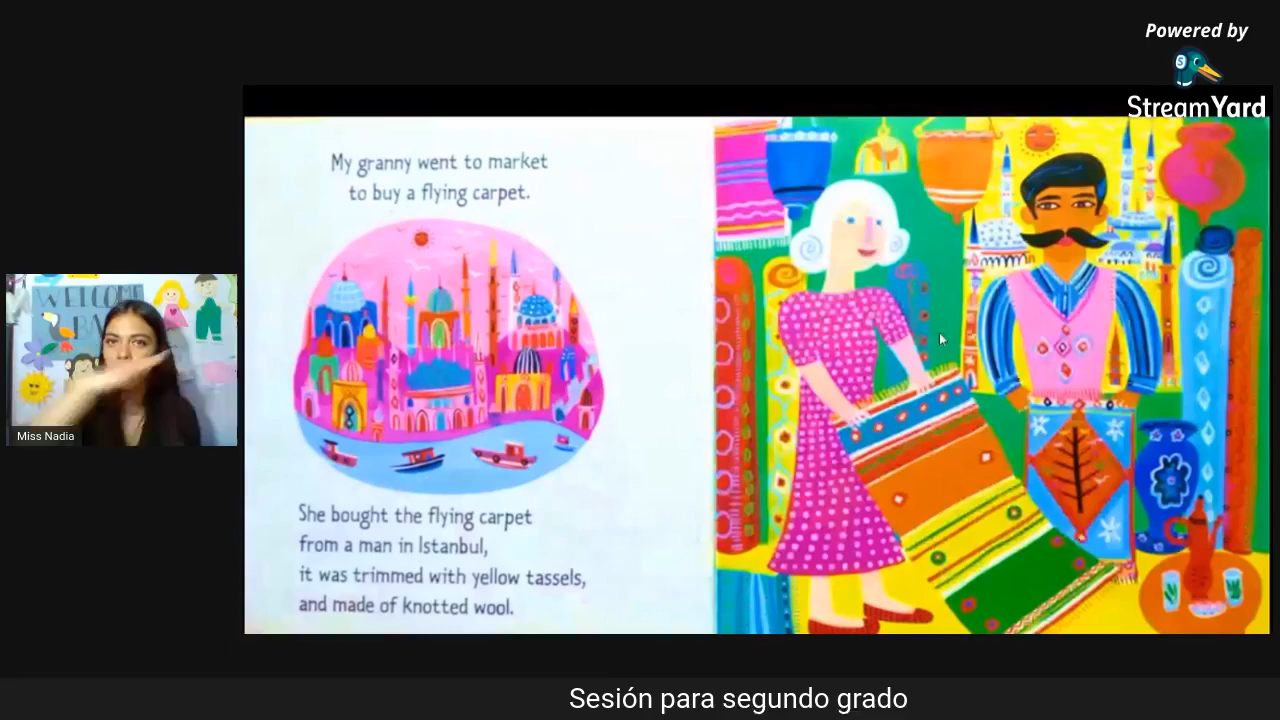 Powered by
StreamYard
My granny went to market
to buy a flying carpet.
WELCOME
BA
Miss Nadia
She bought the flying carpet
from a man in Istanbul,
it was trimmed with yellow tassels,
and made of knotted wool.
Sesión para segundo grado